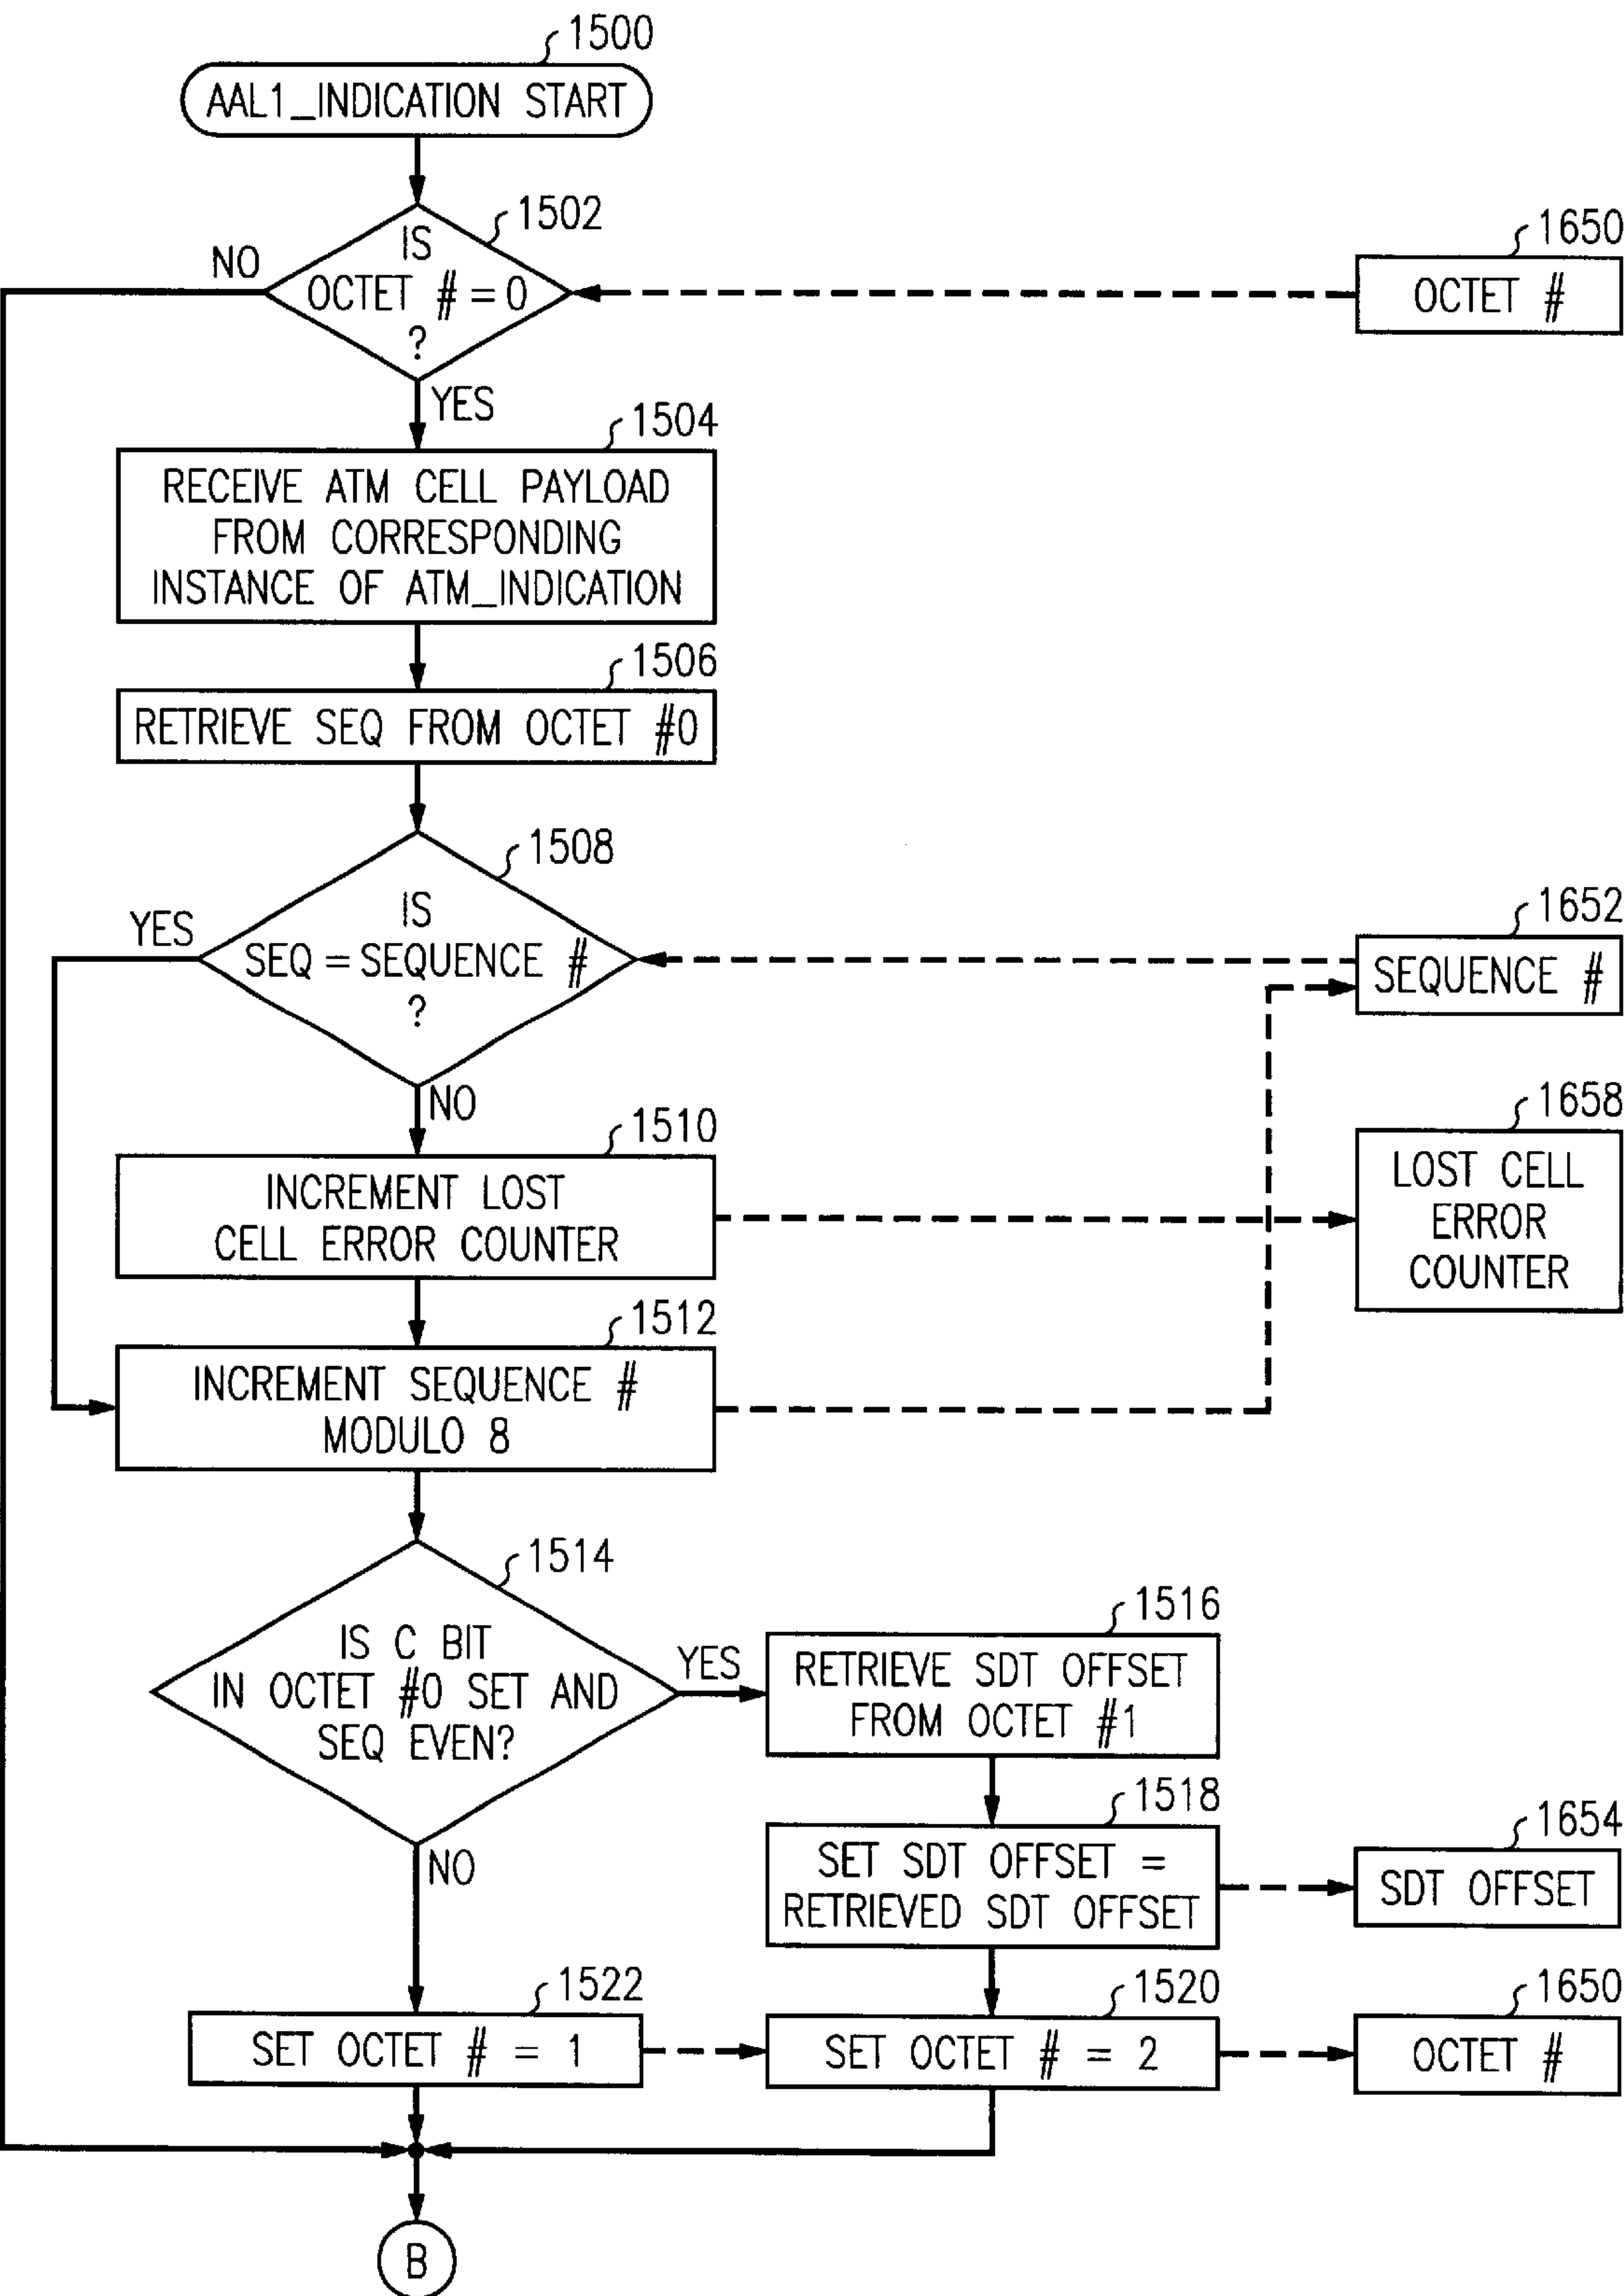 1500
AAL1_INDICATION START
1502
IS
OCTET # = 0
?
NO
YES
1650
OCTET #
1504
RECEIVE ATM CELL PAYLOAD
FROM CORRESPONDING
INSTANCE OF ATM_INDICATION
1506
RETRIEVE SEQ FROM OCTET #0
1508
IS
SEQ = SEQUENCE #
?
YES
NO
1652
SEQUENCE #
1510
INCREMENT LOST
CELL ERROR COUNTER
1658
LOST CELL
ERROR
COUNTER
1512
INCREMENT SEQUENCE #
MODULO 8
1514
IS C BIT
IN OCTET #0 SET AND
SEQ EVEN?
YES
NO
1516
RETRIEVE SDT OFFSET
FROM OCTET #1
1518
SET SDT OFFSET =
RETRIEVED SDT OFFSET
1654
SDT OFFSET
1522
SET OCTET # = 1
1520
SET OCTET # = 2
1650
OCTET #
B